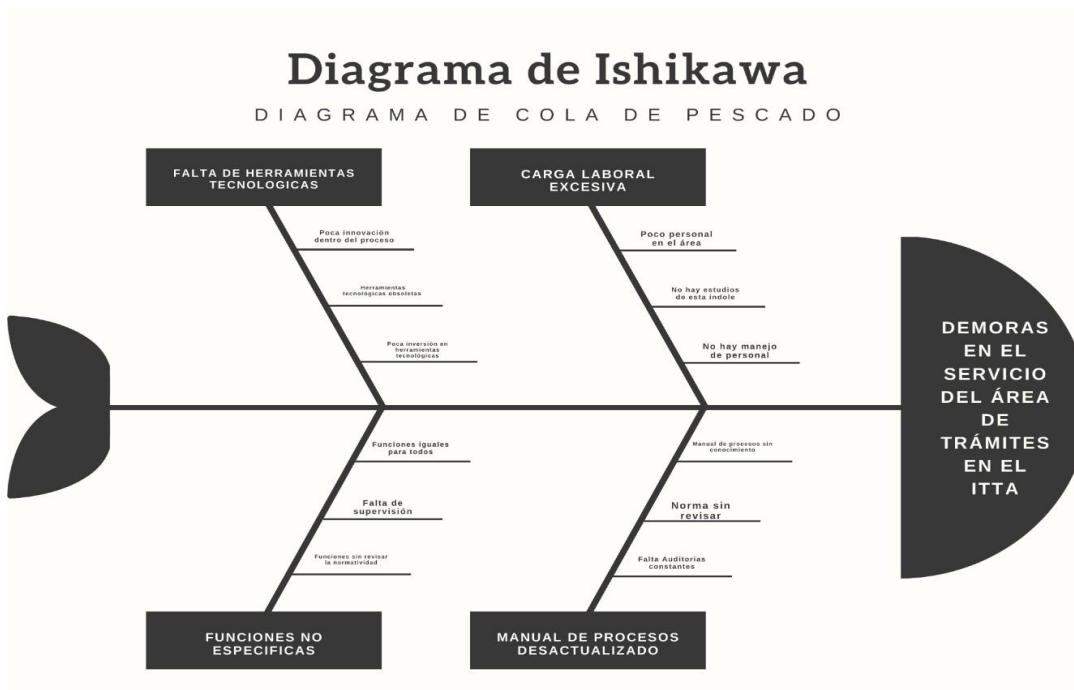 Diagrama de Ishikawa
DIAGRAMA DE COLA DE PESCADO
FALTA DE HERRAMIENTAS
TECNOLOGICAS
CARGA LABORAL
EXCESIVA
Poca innovación
dentro del proceso
Herramientas
tecnológicas obsoletas
Poca inversión en
herramientas
tecnológicas
Poco personal
en el área
No hay estudios
de esta índole
No hay manejo
de personal
DEMORAS
EN EL
SERVICIO
DEL ÁREA
DE
TRÁMITES
EN EL
ITTA
Funciones iguales
para todos
Falta de
supervisión
Funciones sin revisar
la normatividad
Manual de procesos sin
conocimiento
Norma sin
revisar
Falta Auditorias
constantes
FUNCIONES NO
ESPECIFICAS
MANUAL DE PROCESOS
DESACTUALIZADO